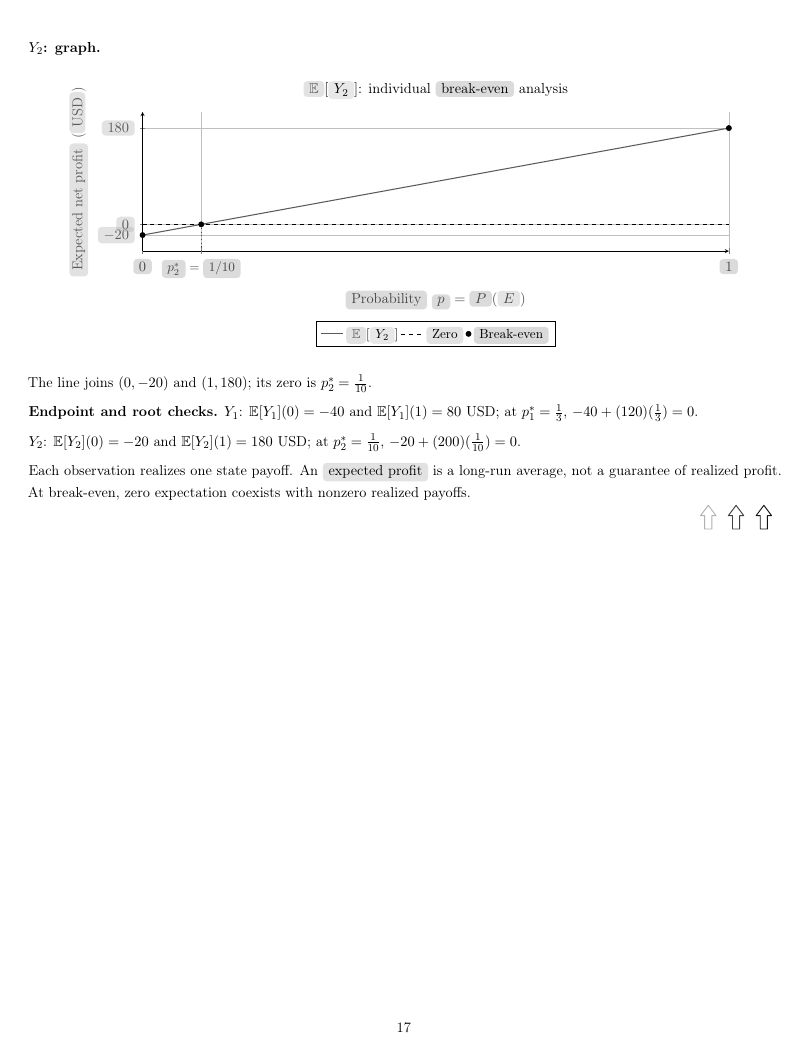 Y₂: graph.
𝔼[Y₂]: individual break-even analysis
Expected net profit (USD)
180
0
−20
0
p₂* = 1/10
1
Probability p = P(E)
𝔼[Y₂] Zero Break-even
The line joins (0, −20) and (1, 180); its zero is p₂* = 1/10.
Endpoint and root checks. Y₁: 𝔼[Y₁](0) = −40 and 𝔼[Y₁](1) = 80 USD; at p₁* = 1/3, −40 + (120)(1/3) = 0.
Y₂: 𝔼[Y₂](0) = −20 and 𝔼[Y₂](1) = 180 USD; at p₂* = 1/10, −20 + (200)(1/10) = 0.
Each observation realizes one state payoff. An expected profit is a long-run average, not a guarantee of realized profit.
At break-even, zero expectation coexists with nonzero realized payoffs.
17